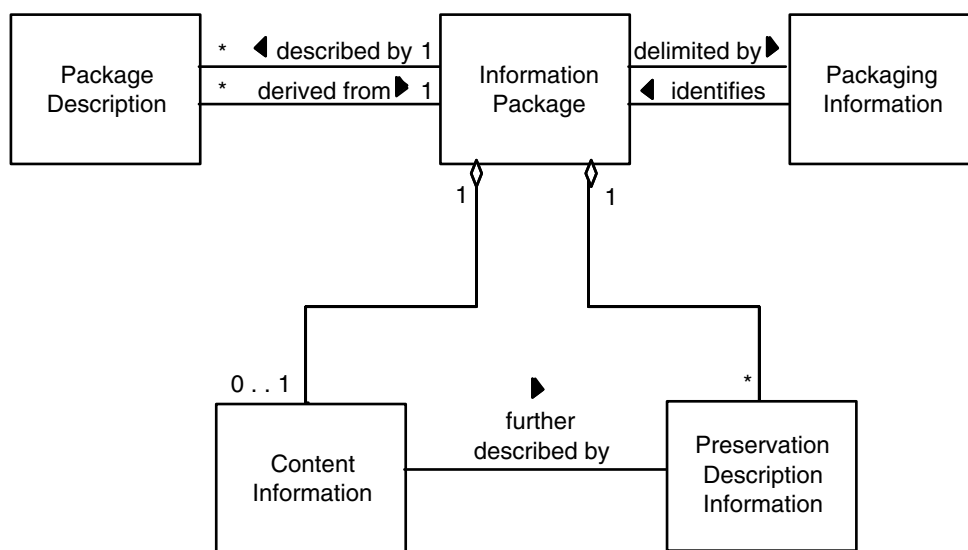 * described by 1
* derived from 1
Package
Description
Information
Package
delimited by
identifies
Packaging
Information
1
1
0 . . 1
*
further
described by
Content
Information
Preservation
Description
Information